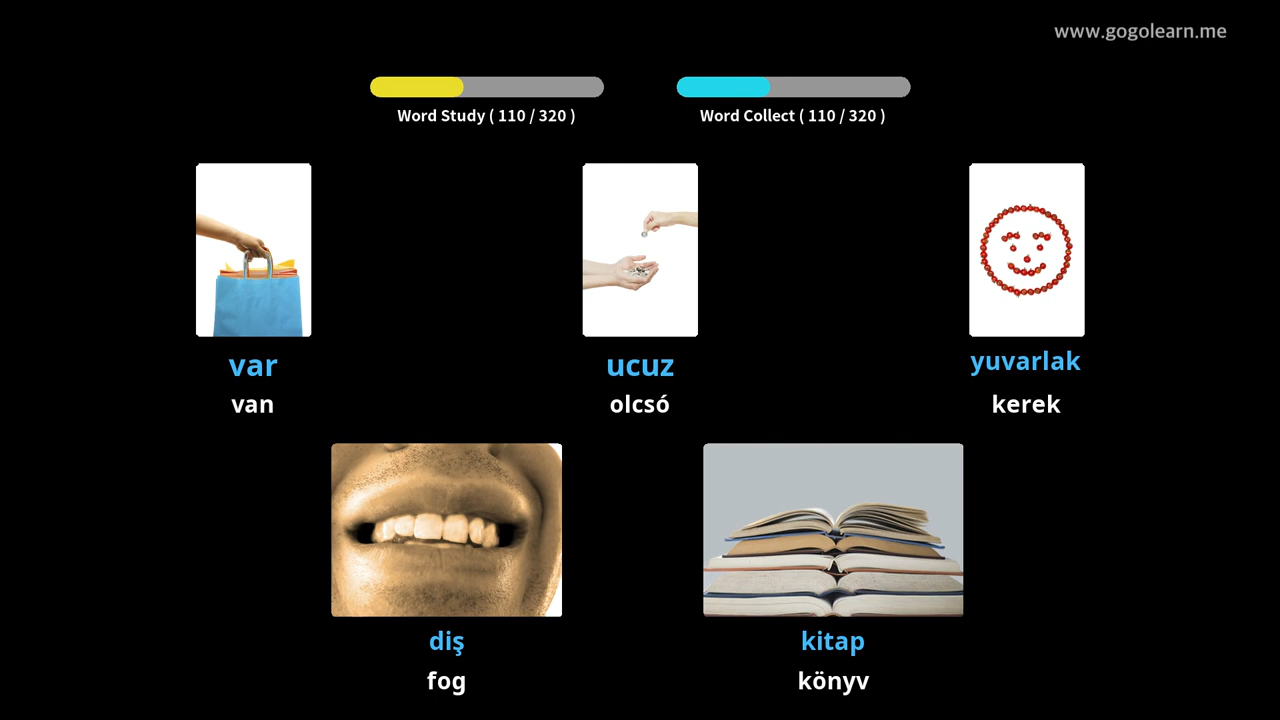 www.gogolearn.me
Word Study ( 110 / 320 )
Word Collect ( 110 / 320 )
var
van
ucuz
olcsó
yuvarlak
kerek
diş
fog
kitap
könyv